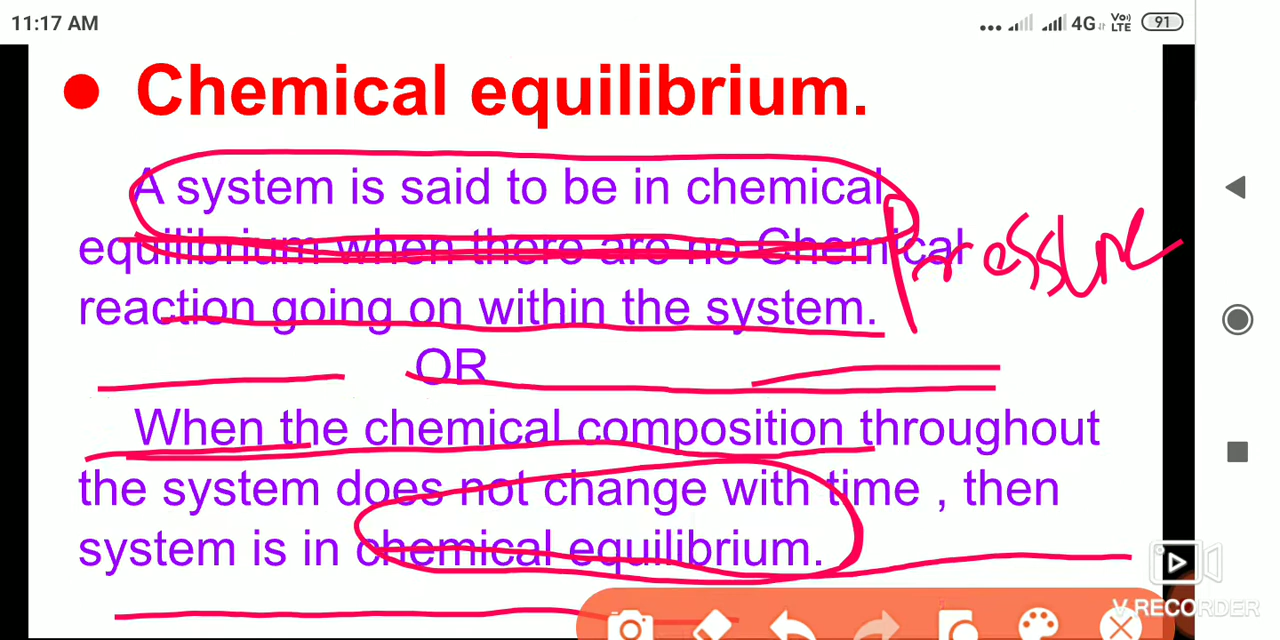 11:17 AM
4G
Vo)
LTE
91
Chemical equilibrium.
A system is said to be in chemical
equilibrium when there are no Chemical
reaction going on within the system.
Pressure
OR
When the chemical composition throughout
the system does not change with time , then
system is in chemical equilibrium.
V RECORDER